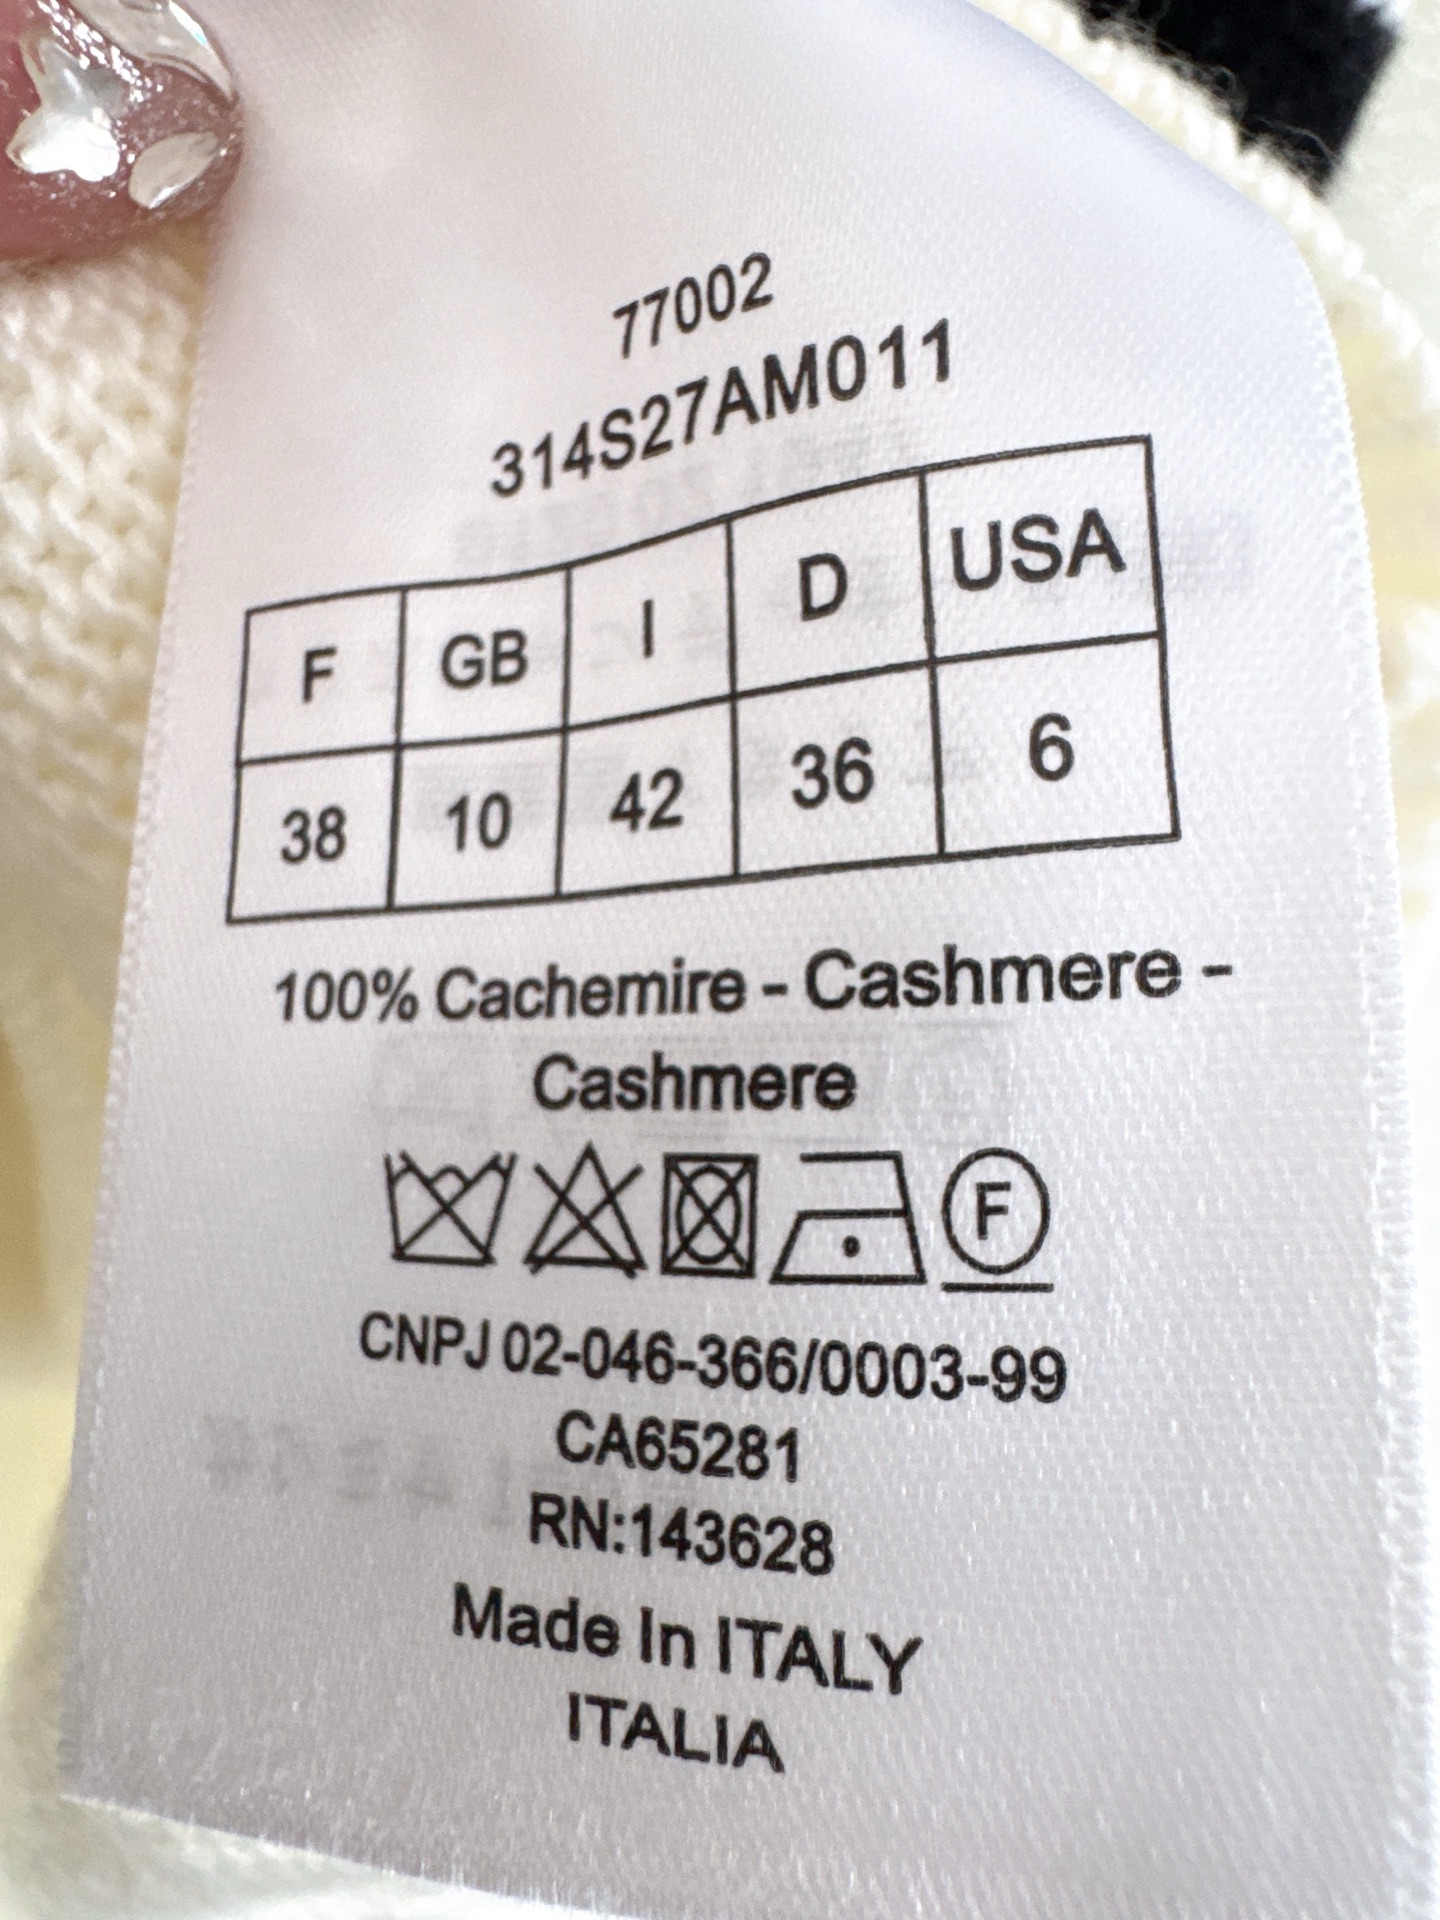 77002
314S27AM011
F GB I D USA
38 10 42 36 6
100% Cachemire - Cashmere -
Cashmere
F
CNPJ 02-046-366/0003-99
CA65281
RN:143628
Made In ITALY
ITALIA